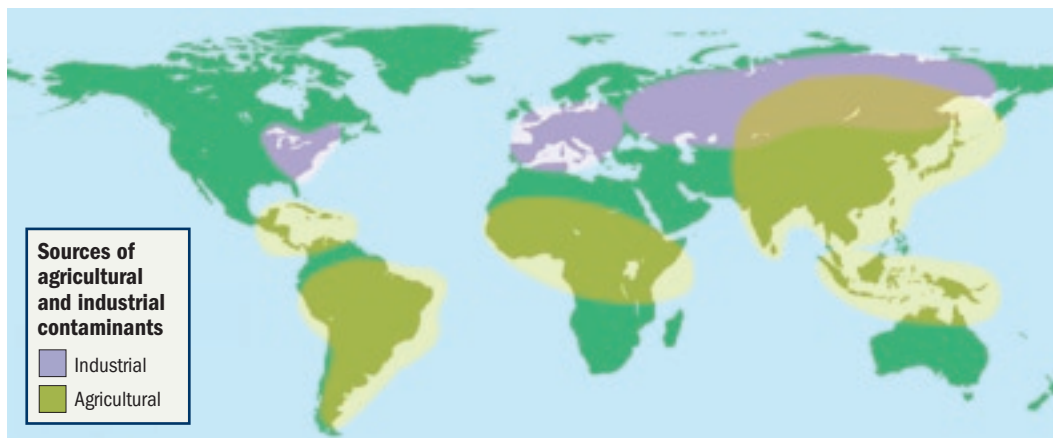 Sources of
agricultural
and industrial
contaminants
Industrial
Agricultural